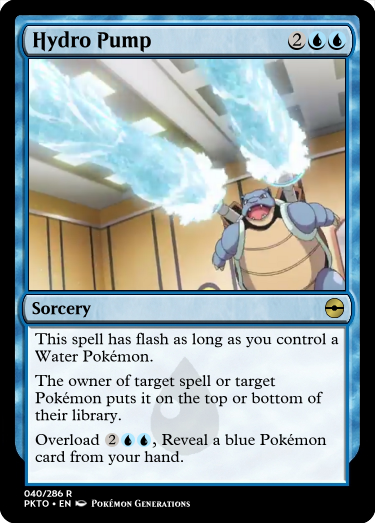 Hydro Pump 2
Sorcery
This spell has flash as long as you control a
Water Pokémon.
The owner of target spell or target
Pokémon puts it on the top or bottom of
their library.
Overload 2, Reveal a blue Pokémon
card from your hand.
040/286 R
PKTO • EN Pokémon Generations